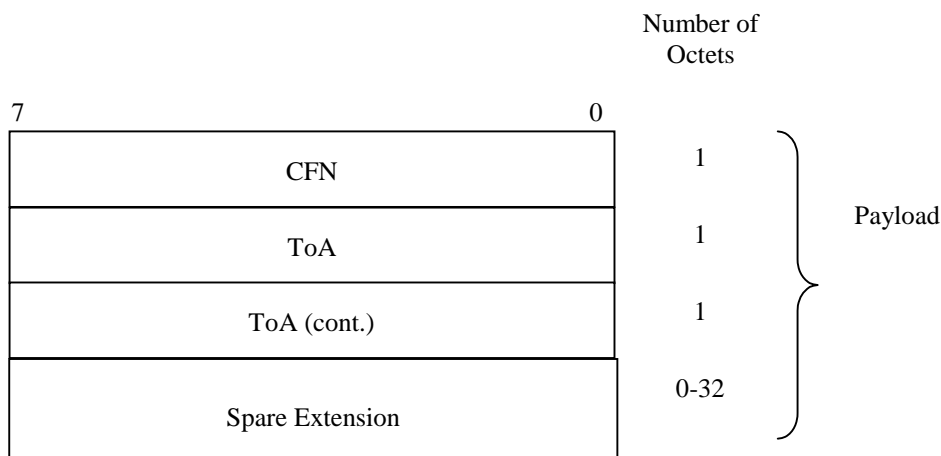 Number of
Octets
7 0
CFN 1
ToA 1
Payload
ToA (cont.) 1
Spare Extension 0-32